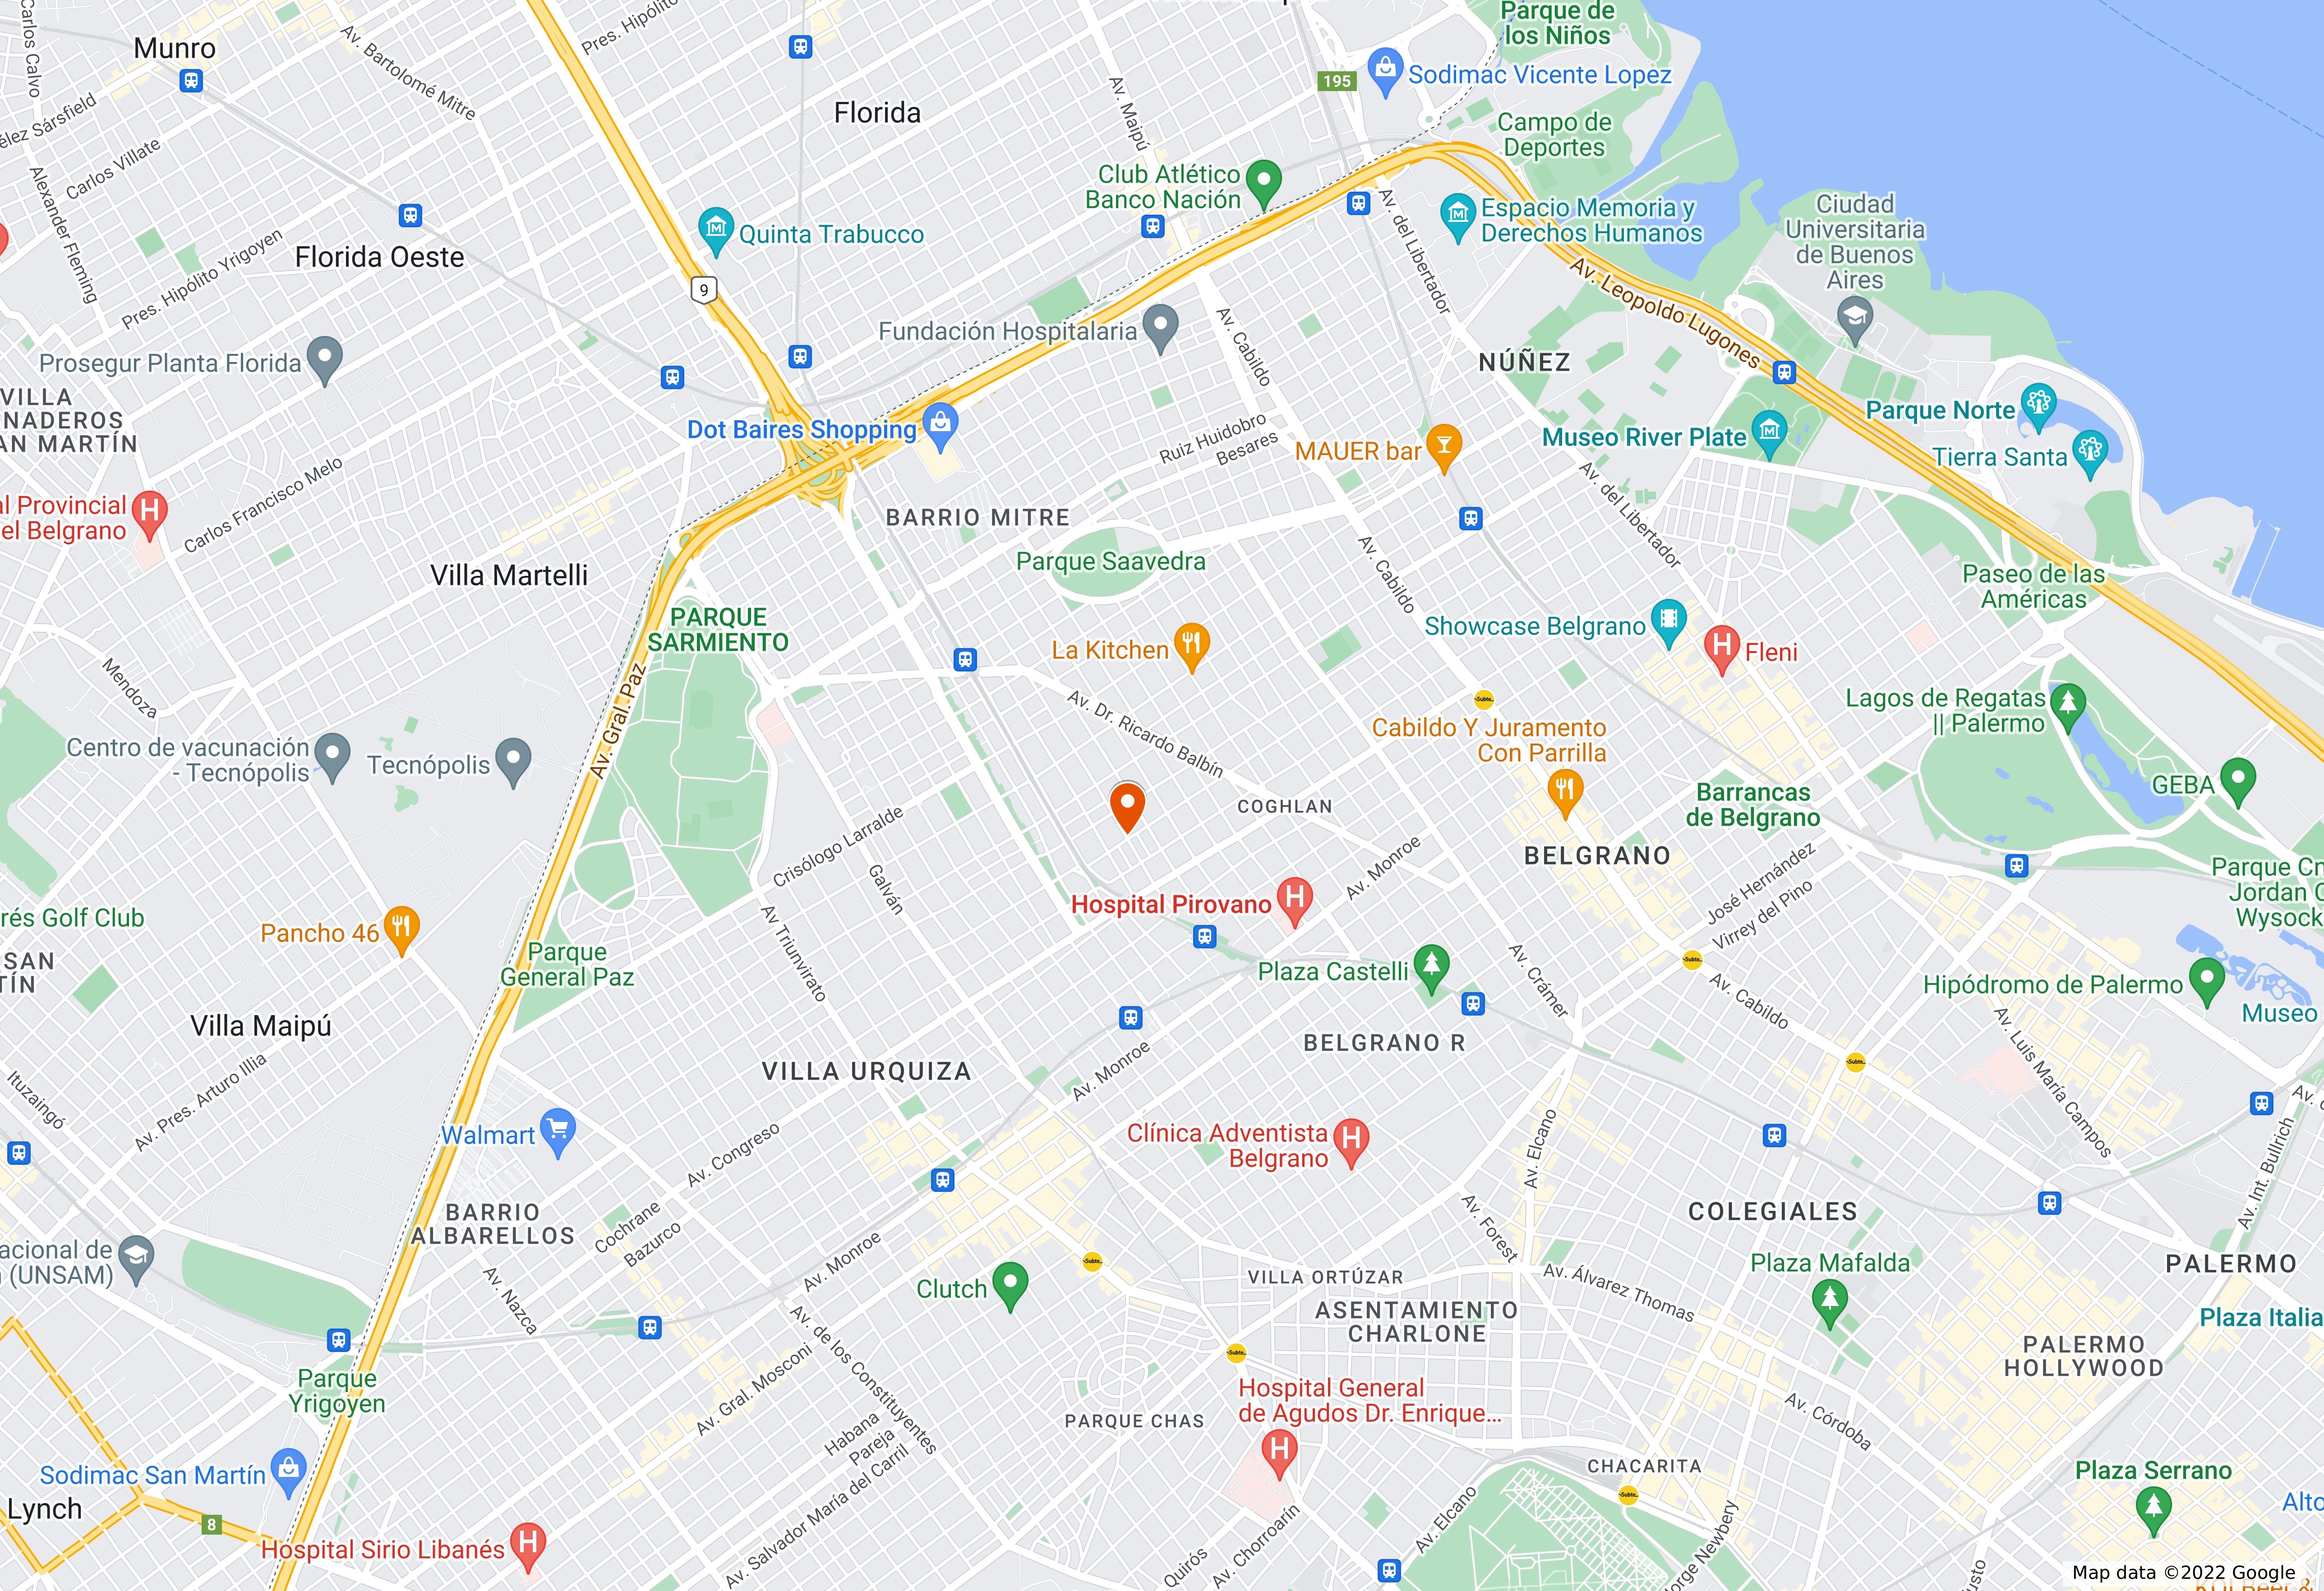 Parque de
los Niños
Pres. Hipólito
Carlos Calvo
Munro
Av. Bartolomé Mitre
195
Sodimac Vicente Lopez
Florida
Av. Maipú
Campo de
Deportes
élez Sársfield
Carlos Villate
Alexander Fleming
Club Atlético
Banco Nación
Av. del Libertador
Espacio Memoria y
Derechos Humanos
Ciudad
Universitaria
de Buenos
Aires
Quinta Trabucco
Florida Oeste
Pres. Hipólito Yrigoyen
9
Av. Leopoldo Lugones
Fundación Hospitalaria
Av. Cabildo
Prosegur Planta Florida
NÚÑEZ
VILLA
NADEROS
AN MARTÍN
Dot Baires Shopping
Ruiz Huidobro
Besares
MAUER bar
Museo River Plate
Parque Norte
Tierra Santa
Carlos Francisco Melo
al Provincial
el Belgrano
BARRIO MITRE
Av. del Libertador
Parque Saavedra
Av. Cabildo
Villa Martelli
Paseo de las
Américas
PARQUE
SARMIENTO
Showcase Belgrano
Fleni
La Kitchen
Mendoza
Av. Gral. Paz
Av. Dr. Ricardo Balbín
Subte
Lagos de Regatas
|| Palermo
Cabildo Y Juramento
Con Parrilla
Centro de vacunación
- Tecnópolis
Tecnópolis
GEBA
Barrancas
de Belgrano
COGHLAN
Crisólogo Larralde
Galván
Av. Monroe
BELGRANO
José Hernández
Virrey del Pino
Parque Cr
Jordan C
Wysock
Hospital Pirovano
rés Golf Club
Pancho 46
Av Triunvirato
Parque
General Paz
SAN
TÍN
Plaza Castelli
Av. Crámer
Subte
Av. Cabildo
Hipódromo de Palermo
Museo
Villa Maipú
BELGRANO R
Av. Luis María Campos
VILLA URQUIZA
Av. Monroe
Subte
Ituzaingó
Av. Pres. Arturo Illia
Walmart
Av. Congreso
Clínica Adventista
Belgrano
Av. Elcano
Av. Int. Bullrich
BARRIO
ALBARELLOS
Cochrane
Bazurco
Av. Monroe
Av. Forest
COLEGIALES
acional de
(UNSAM)
Av. Nazca
Clutch
Subte
VILLA ORTÚZAR
Av. Álvarez Thomas
Plaza Mafalda
PALERMO
ASENTAMIENTO
CHARLONE
Plaza Italia
Av. de los Constituyentes
Av. Gral. Mosconi
Subte
PALERMO
HOLLYWOOD
Parque
Yrigoyen
Hospital General
de Agudos Dr. Enrique...
Habana
Pareja
PARQUE CHAS
Av. Córdoba
Av. Salvador María del Carril
CHACARITA
Subte
Plaza Serrano
Sodimac San Martín
Lynch
8
Av. Elcano
Alto
Hospital Sirio Libanés
Quirós
Av. Chorroarín
Jorge Newbery
usto
Map data ©2022 Google